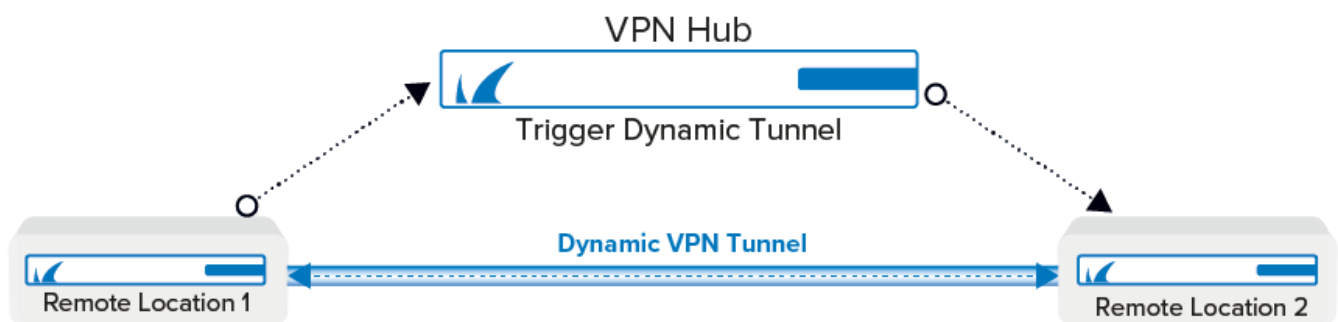 VPN Hub
Trigger Dynamic Tunnel
Dynamic VPN Tunnel
Remote Location 1
Remote Location 2